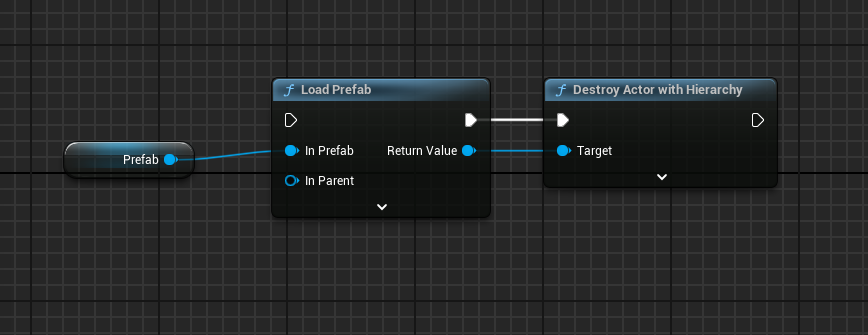 Load Prefab
Destroy Actor with Hierarchy
Prefab
In Prefab
Return Value
Target
In Parent